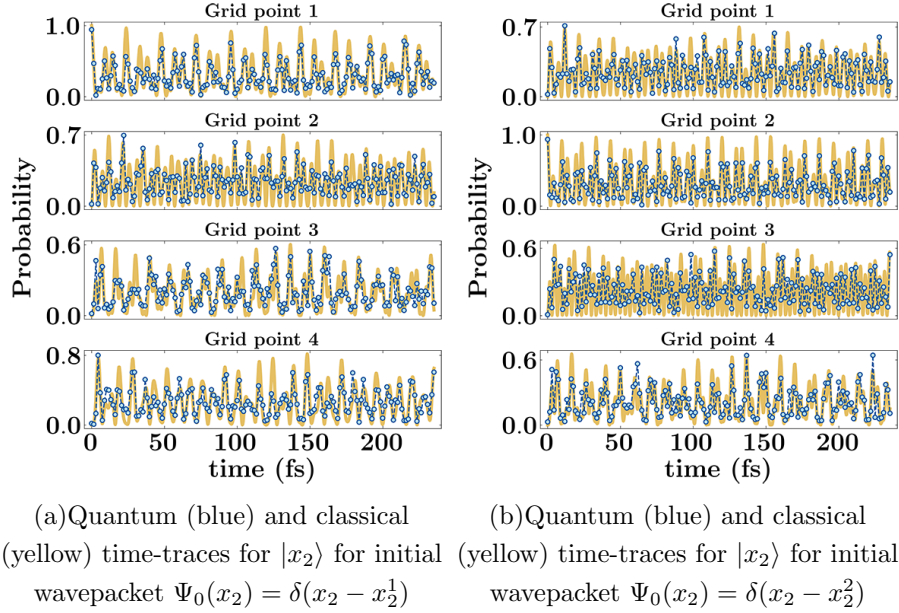 Grid point 1
1.0
0.0
Grid point 2
0.7
0.0
Grid point 3
0.6
0.0
Grid point 4
0.8
0.0
0 50 100 150 200
Probability
time (fs)
Grid point 1
0.7
0.0
Grid point 2
1.0
0.0
Grid point 3
0.6
0.0
Grid point 4
0.6
0.0
0 50 100 150 200
Probability
time (fs)
(a)Quantum (blue) and classical
(yellow) time-traces for |x₂⟩ for initial
wavepacket Ψ₀(x₂) = δ(x₂ − x₂¹)
(b)Quantum (blue) and classical
(yellow) time-traces for |x₂⟩ for initial
wavepacket Ψ₀(x₂) = δ(x₂ − x₂²)